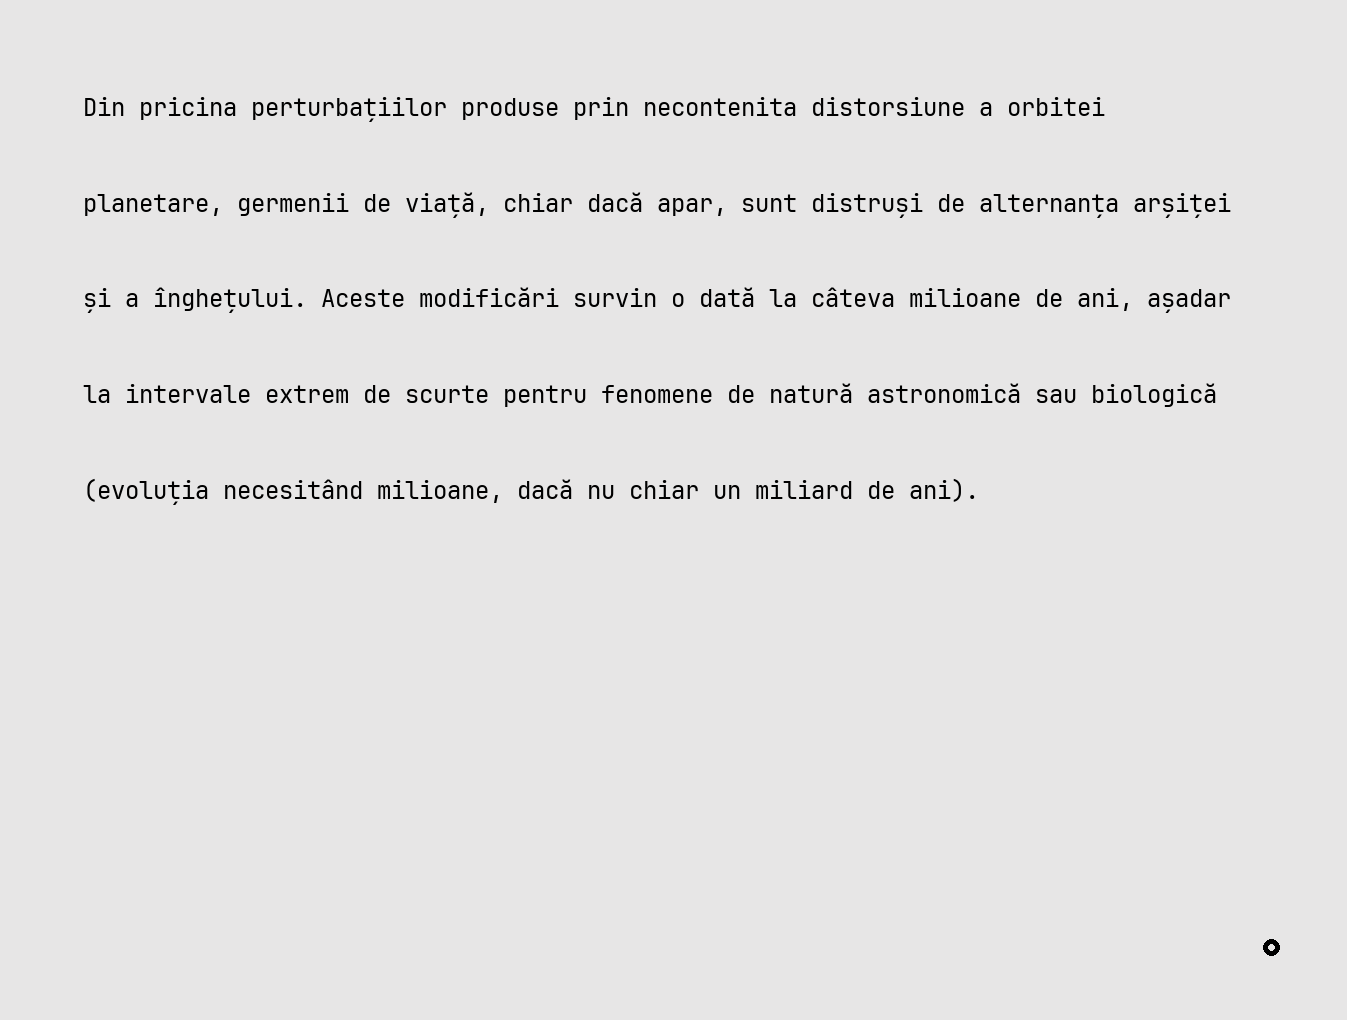 Din pricina perturbațiilor produse prin necontenita distorsiune a orbitei
planetare, germenii de viață, chiar dacă apar, sunt distruși de alternanța arșiței
și a înghețului. Aceste modificări survin o dată la câteva milioane de ani, așadar
la intervale extrem de scurte pentru fenomene de natură astronomică sau biologică
(evoluția necesitând milioane, dacă nu chiar un miliard de ani).